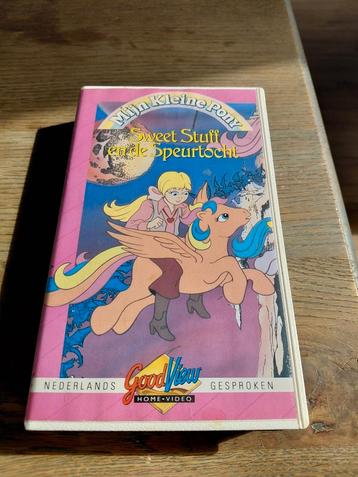 Mijn Kleine Pony
Sweet Stuff
en de Speurtocht
NEDERLANDS GoodView GESPROKEN
HOME•VIDEO